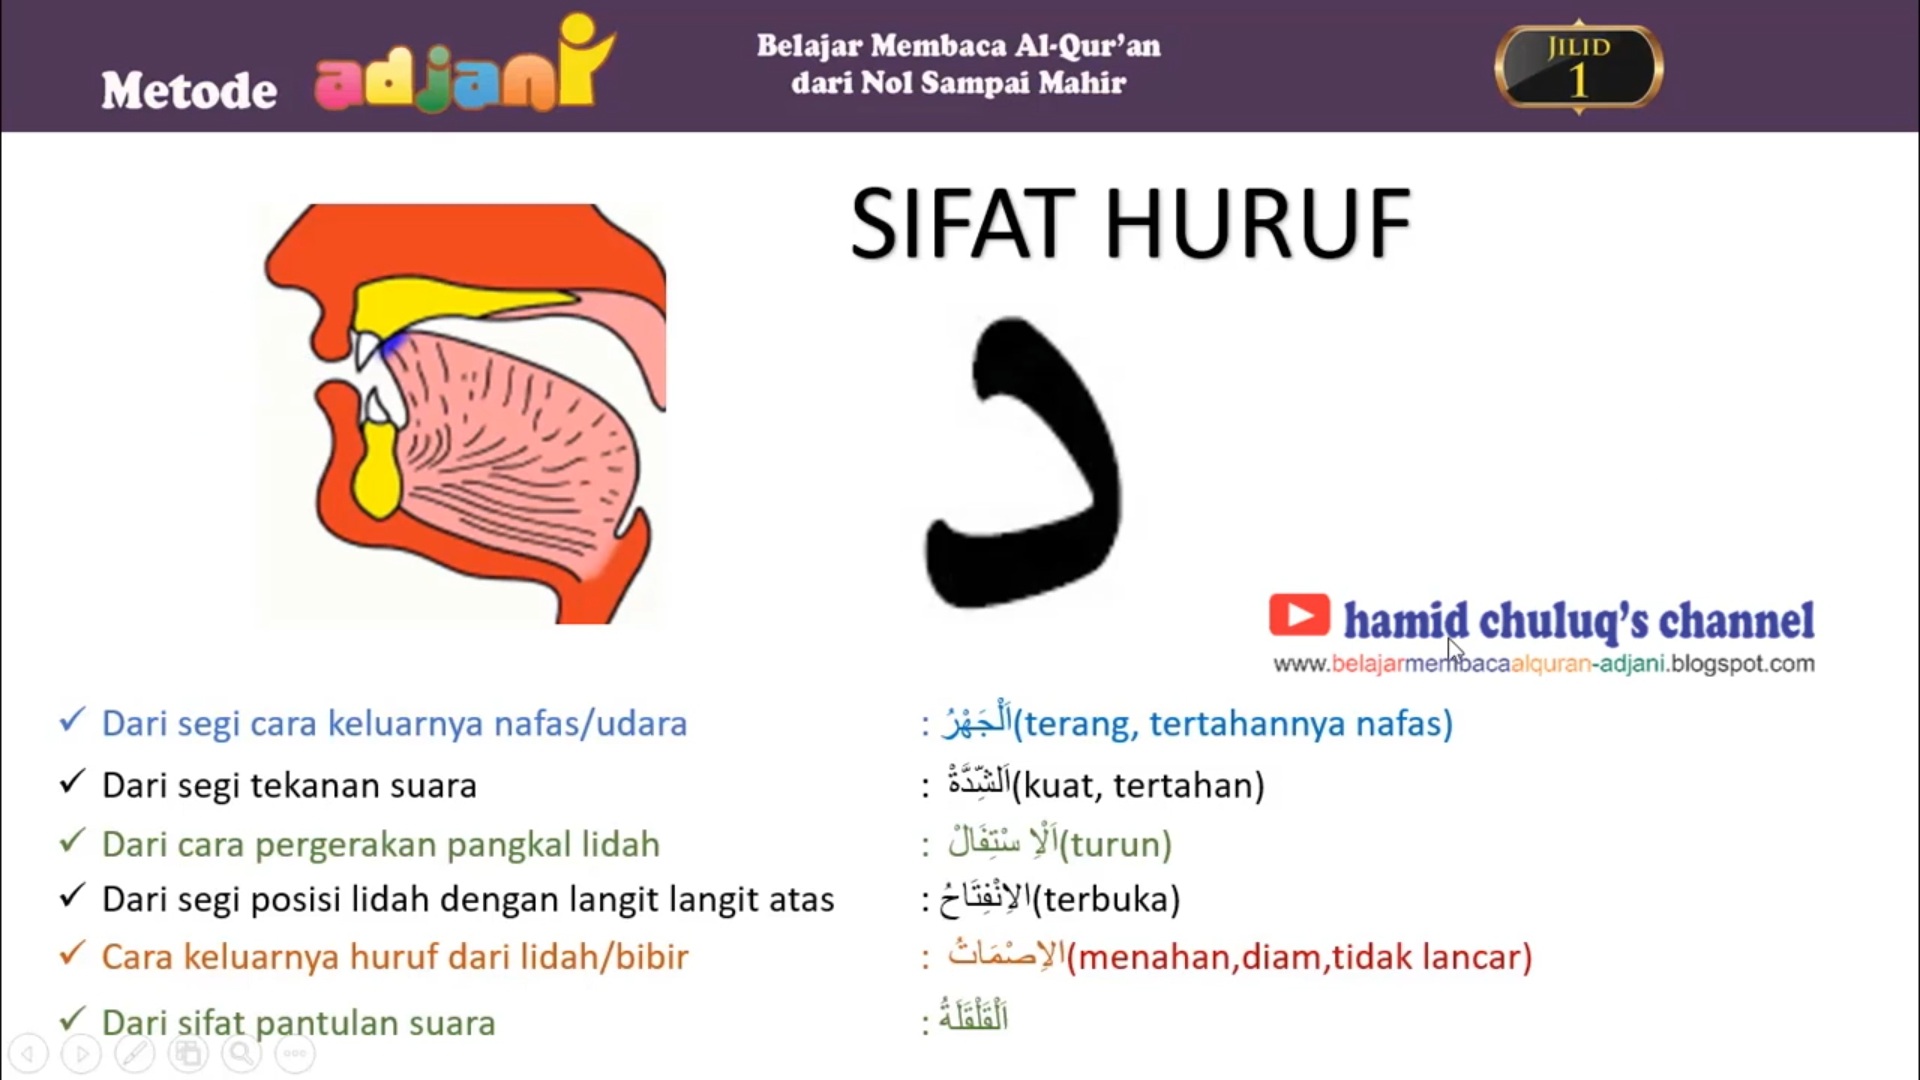 Metode adjani
Belajar Membaca Al-Qur'an
dari Nol Sampai Mahir
JILID
1
SIFAT HURUF
د
hamid chuluq's channel
www.belajarmembacaalquran-adjani.blogspot.com
✓ Dari segi cara keluarnya nafas/udara : اَلْجَهْرُ(terang, tertahannya nafas)
✓ Dari segi tekanan suara : اَلشِّدَّةْ(kuat, tertahan)
✓ Dari cara pergerakan pangkal lidah : اَلْاِ سْتِفَالْ(turun)
✓ Dari segi posisi lidah dengan langit langit atas : الاِنْفِتَاحُ(terbuka)
✓ Cara keluarnya huruf dari lidah/bibir : الاِصْمَاتُ(menahan,diam,tidak lancar)
✓ Dari sifat pantulan suara : اَلْقَلْقَلَةُ